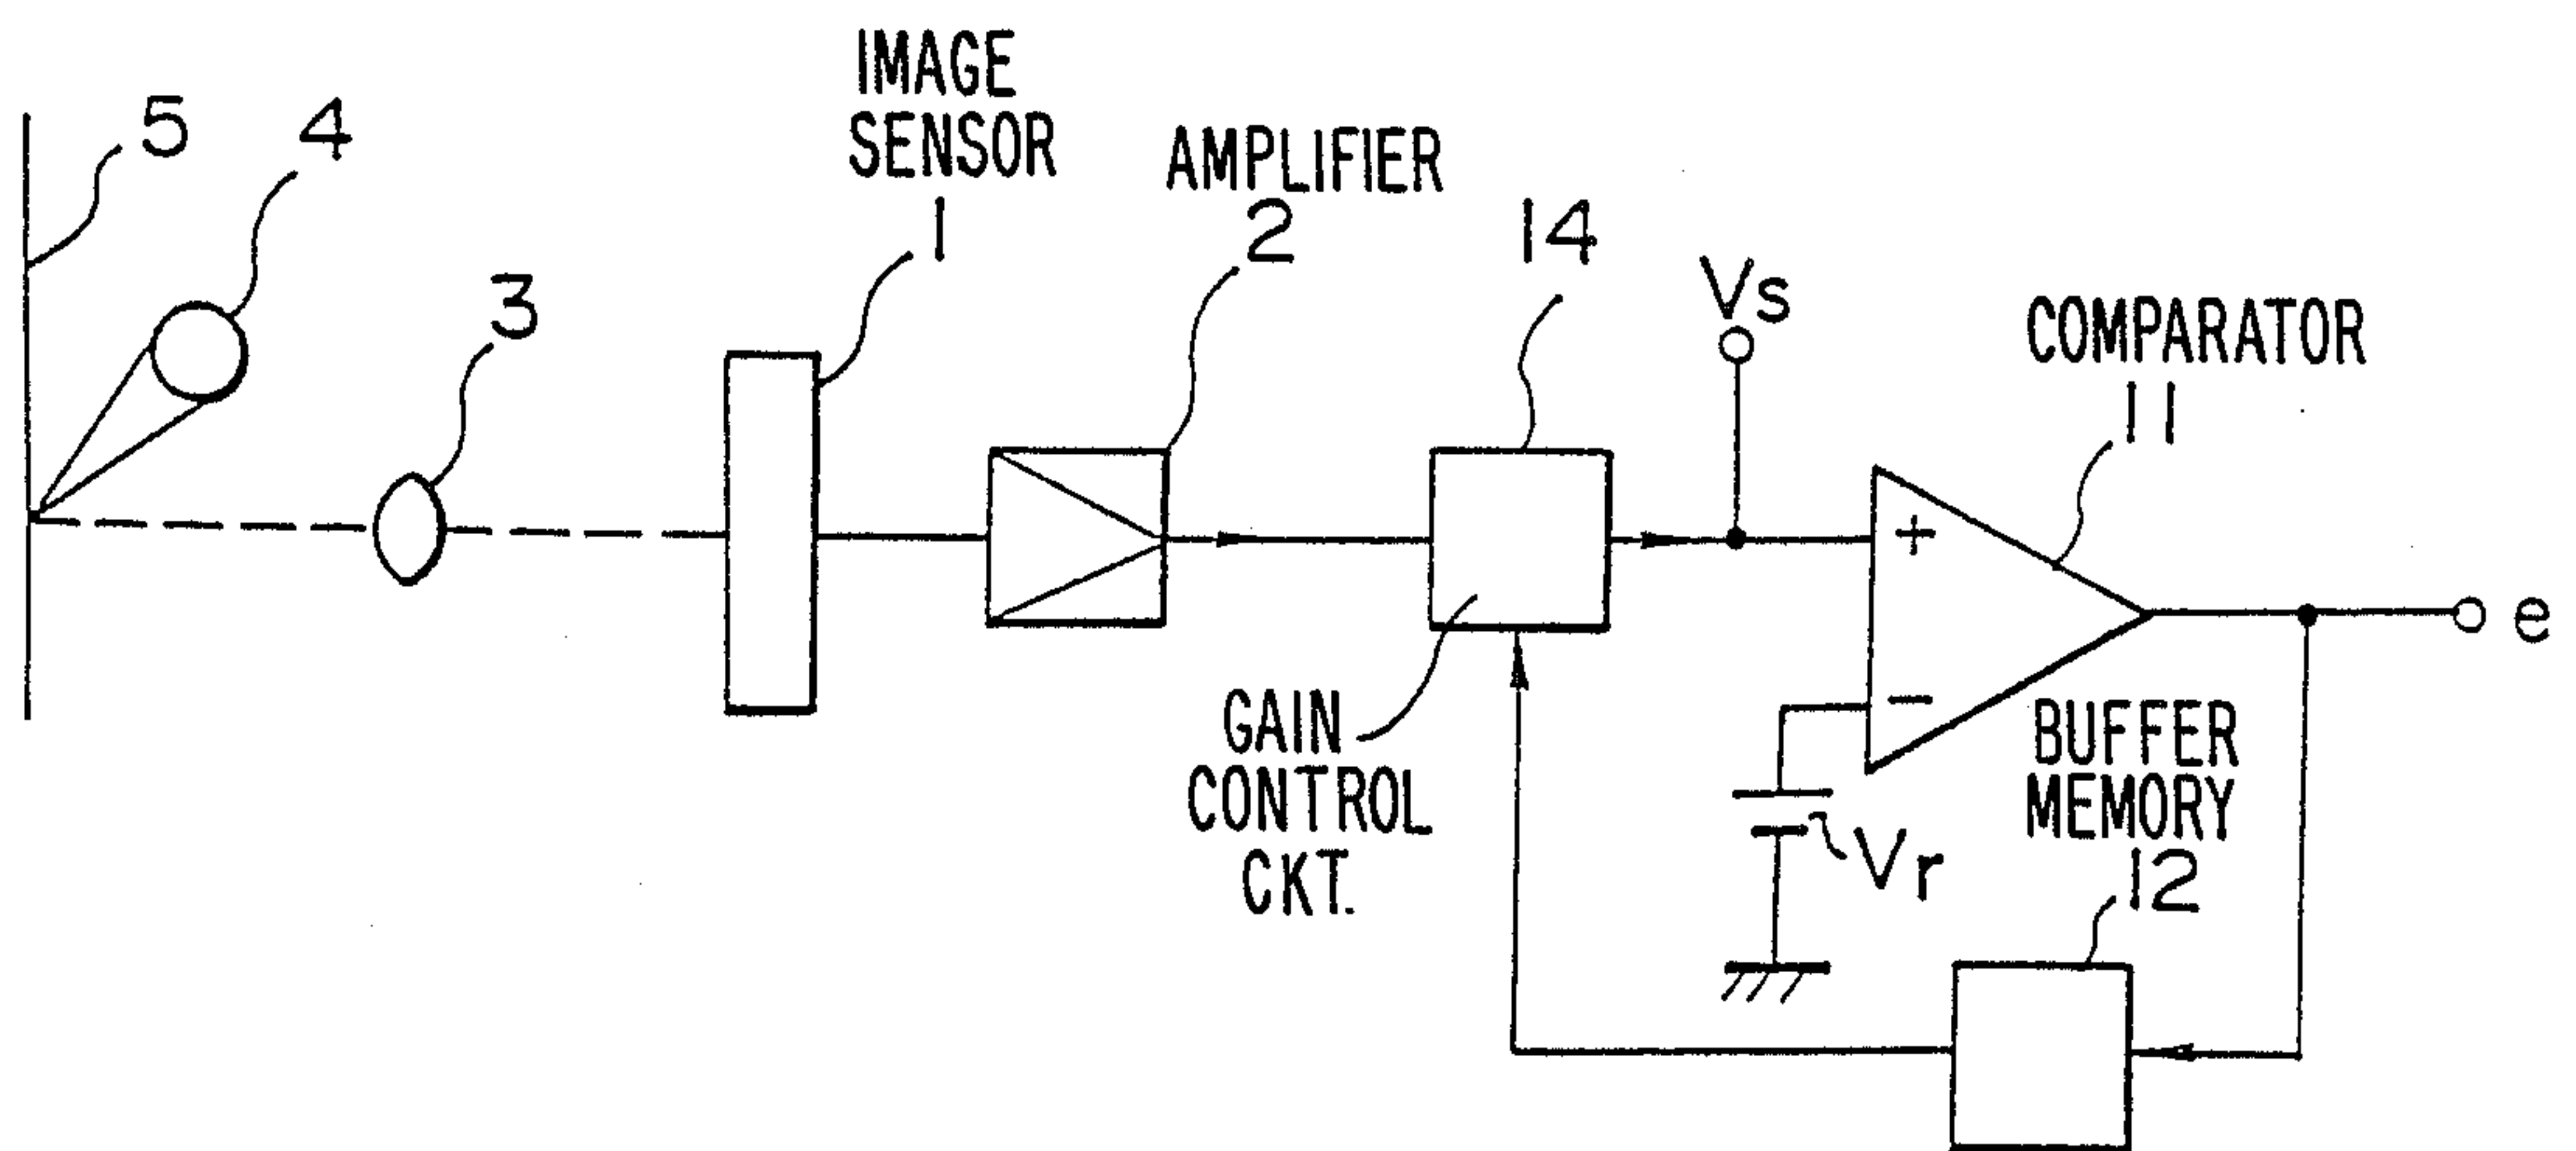 5
4
3
IMAGE
SENSOR
1
AMPLIFIER
2
14
Vs
COMPARATOR
11
+
−
e
GAIN
CONTROL
CKT.
Vr
BUFFER
MEMORY
12